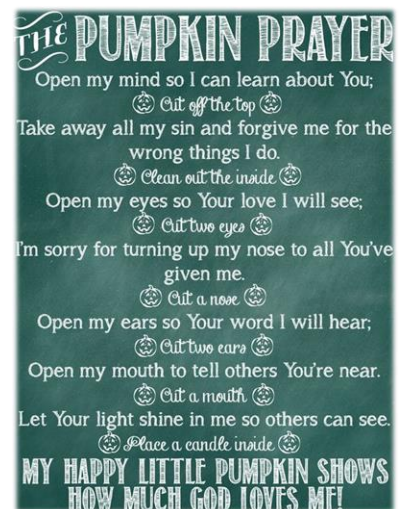 THE PUMPKIN PRAYER
Open my mind so I can learn about You;
Cut off the top
Take away all my sin and forgive me for the
wrong things I do.
Clean out the inside
Open my eyes so Your love I will see;
Cut two eyes
I'm sorry for turning up my nose to all You've
given me.
Cut a nose
Open my ears so Your word I will hear;
Cut two ears
Open my mouth to tell others You're near.
Cut a mouth
Let Your light shine in me so others can see.
Place a candle inside
MY HAPPY LITTLE PUMPKIN SHOWS
HOW MUCH GOD LOVES ME!